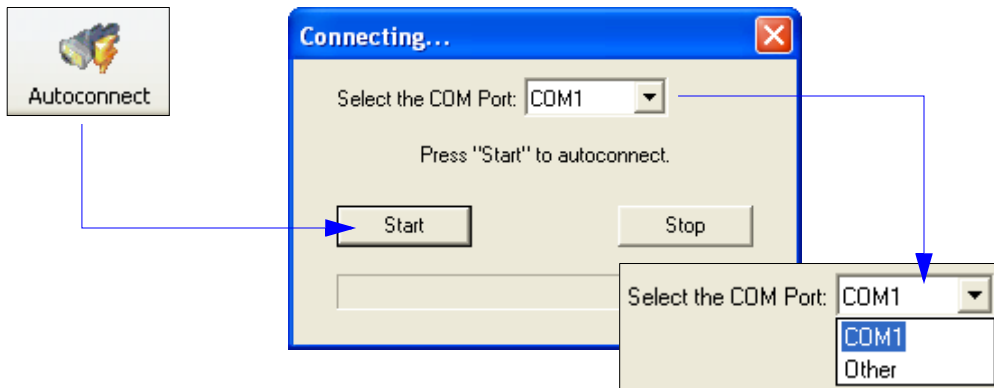 Autoconnect
Connecting...
Select the COM Port: COM1
Press "Start" to autoconnect.
Start
Stop
Select the COM Port: COM1
COM1
Other